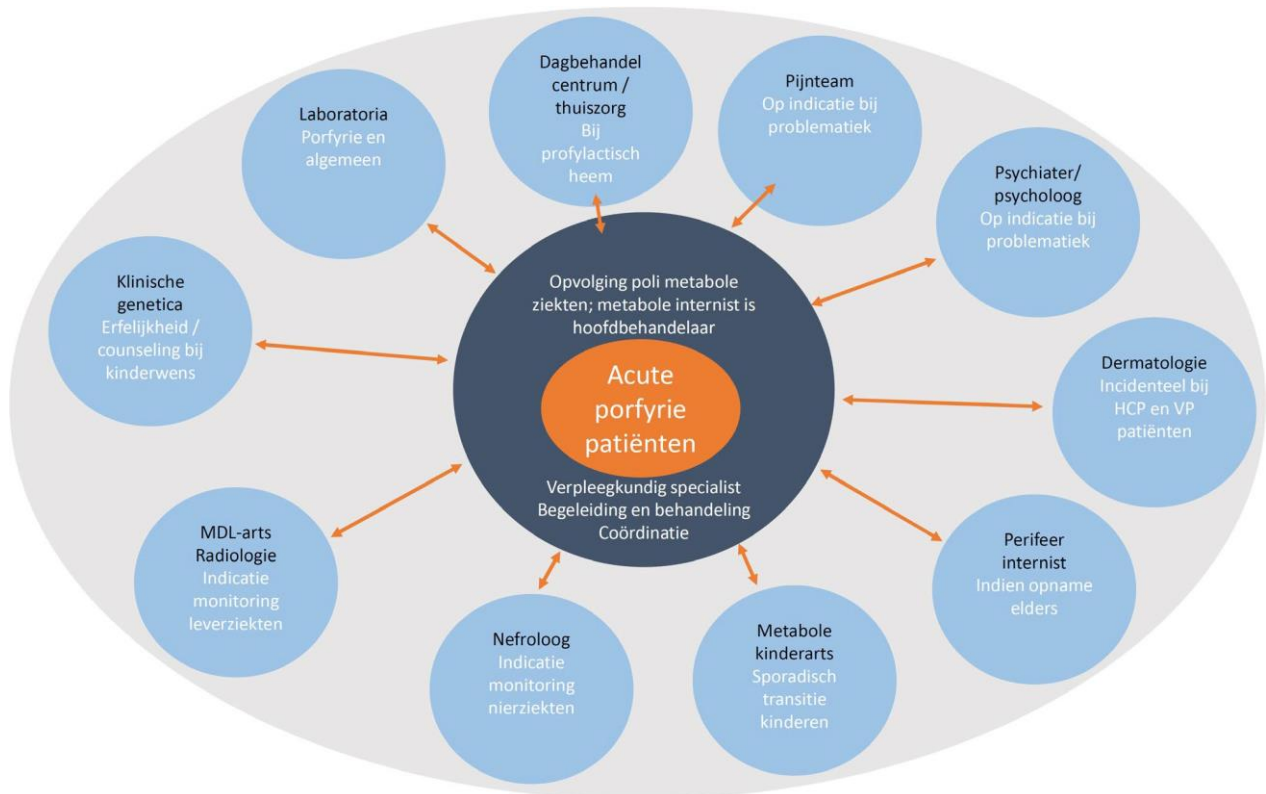 Dagbehandel
centrum /
thuiszorg
Bij
profylactisch
heem
Pijnteam
Op indicatie bij
problematiek
Laboratoria
Porfyrie en
algemeen
Psychiater/
psycholoog
Op indicatie bij
problematiek
Klinische
genetica
Erfelijkheid /
counseling bij
kinderwens
Opvolging poli metabole
ziekten; metabole internist is
hoofdbehandelaar
Acute
porfyrie
patiënten
Verpleegkundig specialist
Begeleiding en behandeling
Coördinatie
Dermatologie
Incidenteel bij
HCP en VP
patiënten
MDL-arts
Radiologie
Indicatie
monitoring
leverziekten
Nefroloog
Indicatie
monitoring
nierziekten
Metabole
kinderarts
Sporadisch
transitie
kinderen
Perifeer
internist
Indien opname
elders